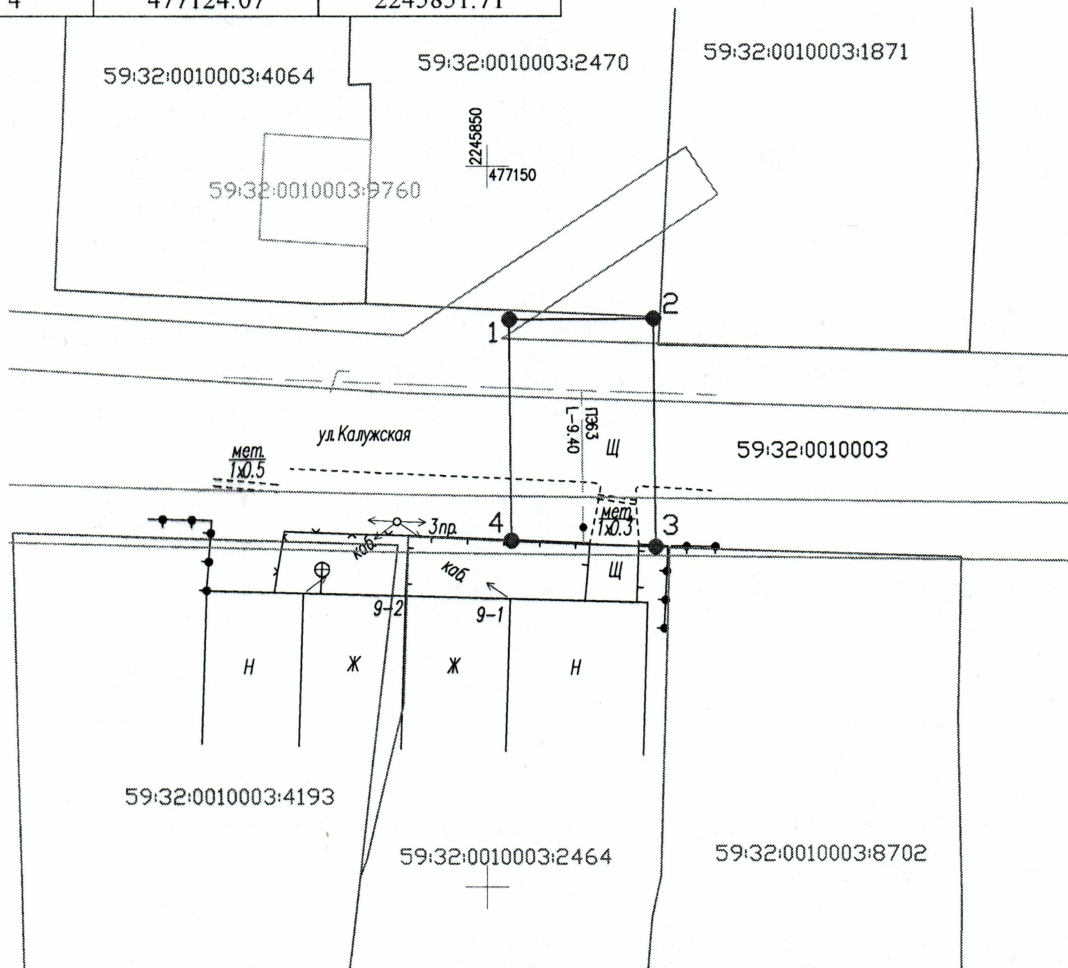 4 477124.07 2245851.71
59:32:0010003:4064
59:32:0010003:2470
59:32:0010003:1871
2245850
477150
59:32:0010003:9760
1
2
ул. Калужская
мет.
1х0.5
ПЭ63
L-9.40
Щ
59:32:0010003
мет.
1х0.3
3пр.
4
3
каб.
каб.
Щ
9-2
9-1
Н
Ж
Ж
Н
59:32:0010003:4193
59:32:0010003:2464
59:32:0010003:8702